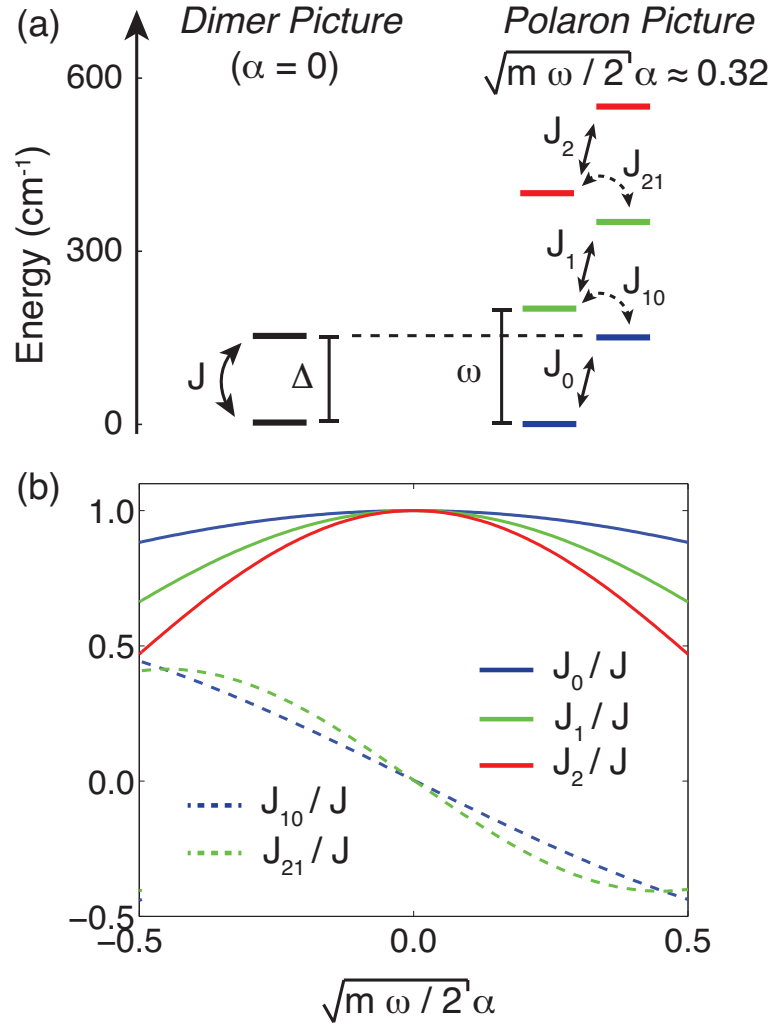 (a) Dimer Picture Polaron Picture
(α = 0) √m ω / 2 α ≈ 0.32
Energy (cm⁻¹)
600
300
0
J
Δ
ω
J₂
J₂₁
J₁
J₁₀
J₀
(b)
1.0
0.5
0.0
−0.5
J₀ / J
J₁ / J
J₂ / J
J₁₀ / J
J₂₁ / J
−0.5 0.0 0.5
√m ω / 2 α